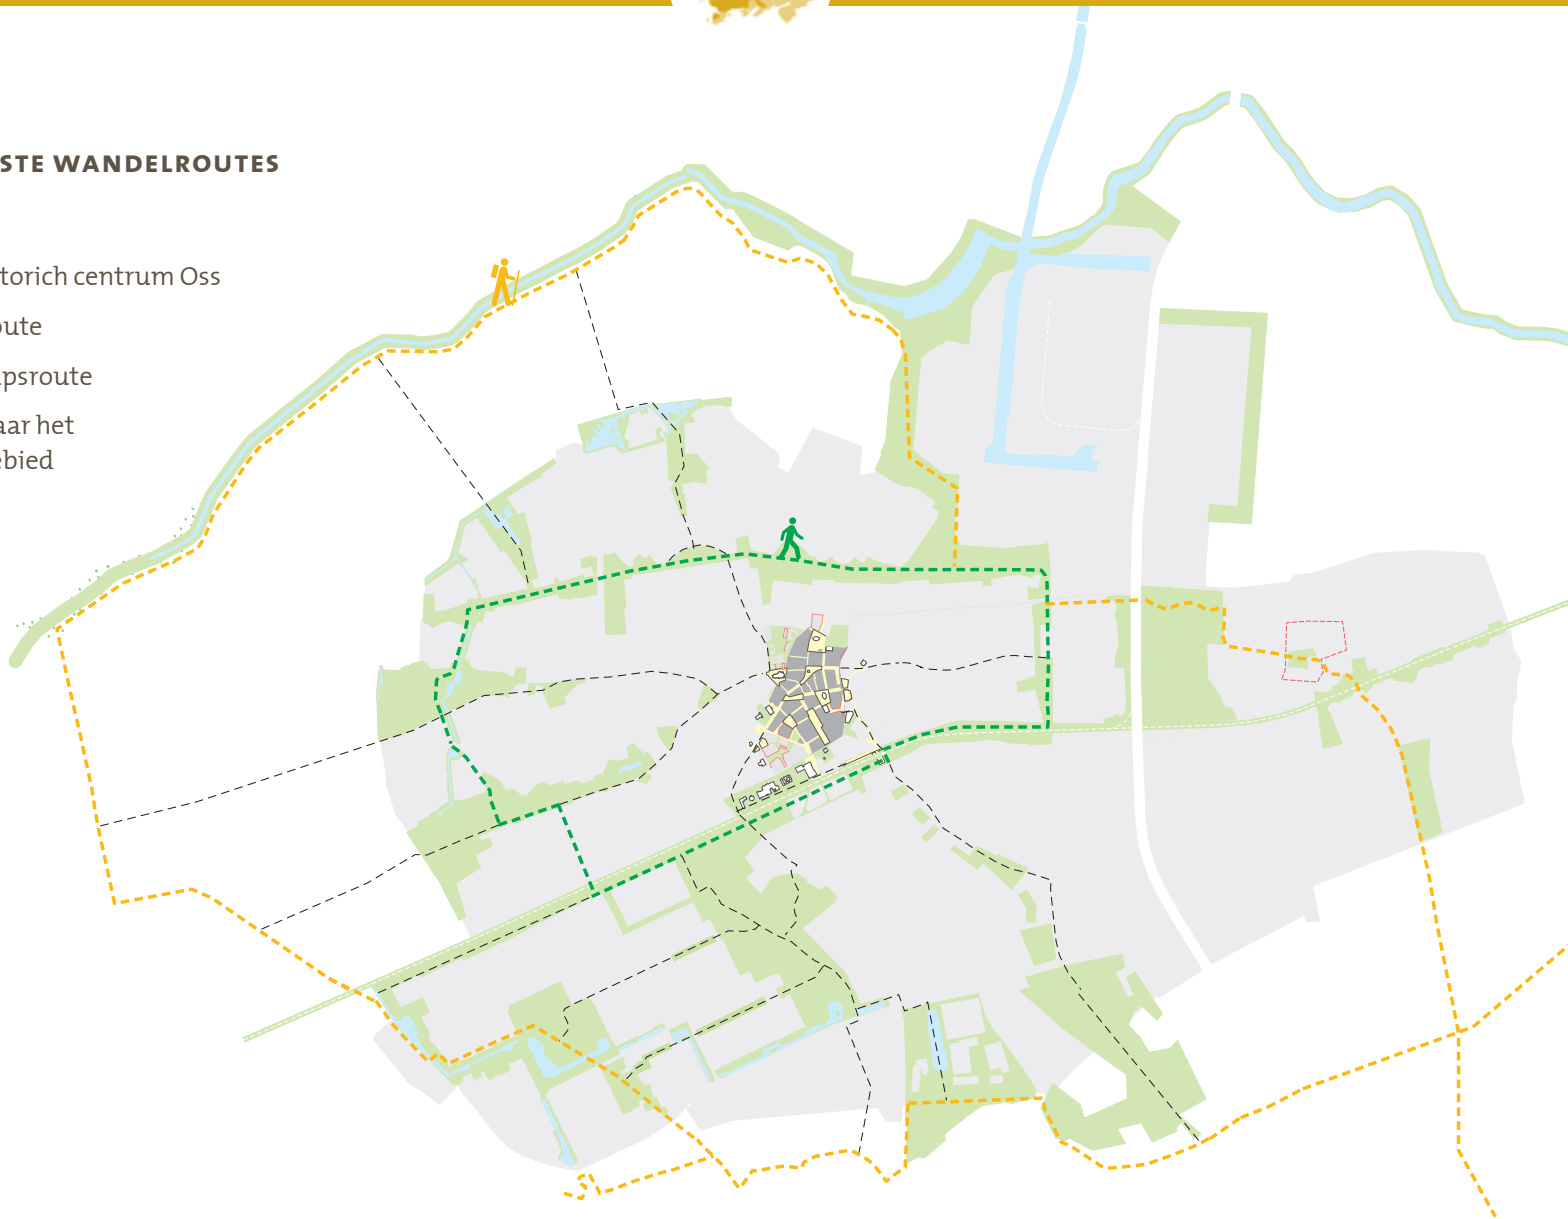 STE WANDELROUTES
torich centrum Oss
oute
psroute
aar het
ebied